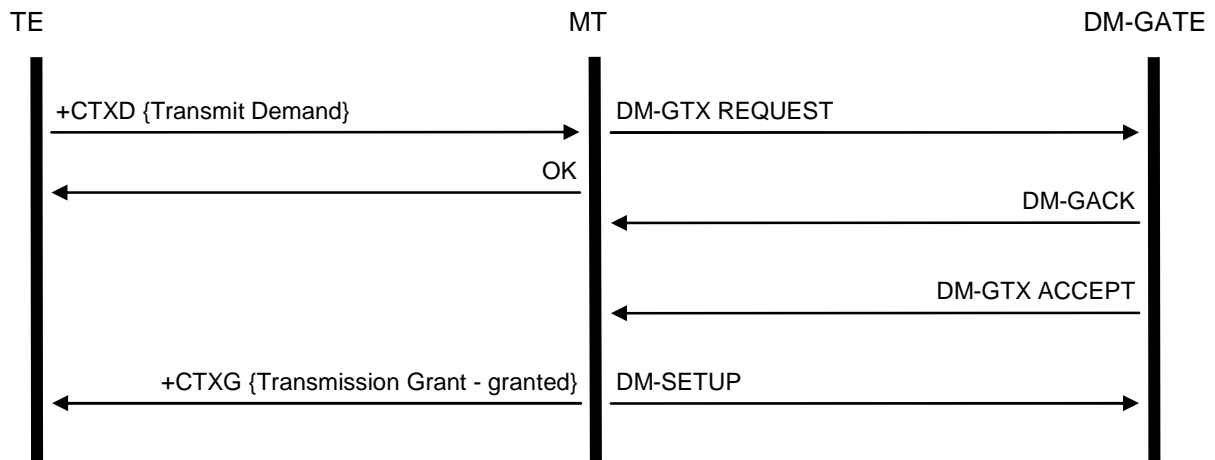 TE
MT
DM-GATE
+CTXD {Transmit Demand}
DM-GTX REQUEST
OK
DM-GACK
DM-GTX ACCEPT
+CTXG {Transmission Grant - granted}
DM-SETUP